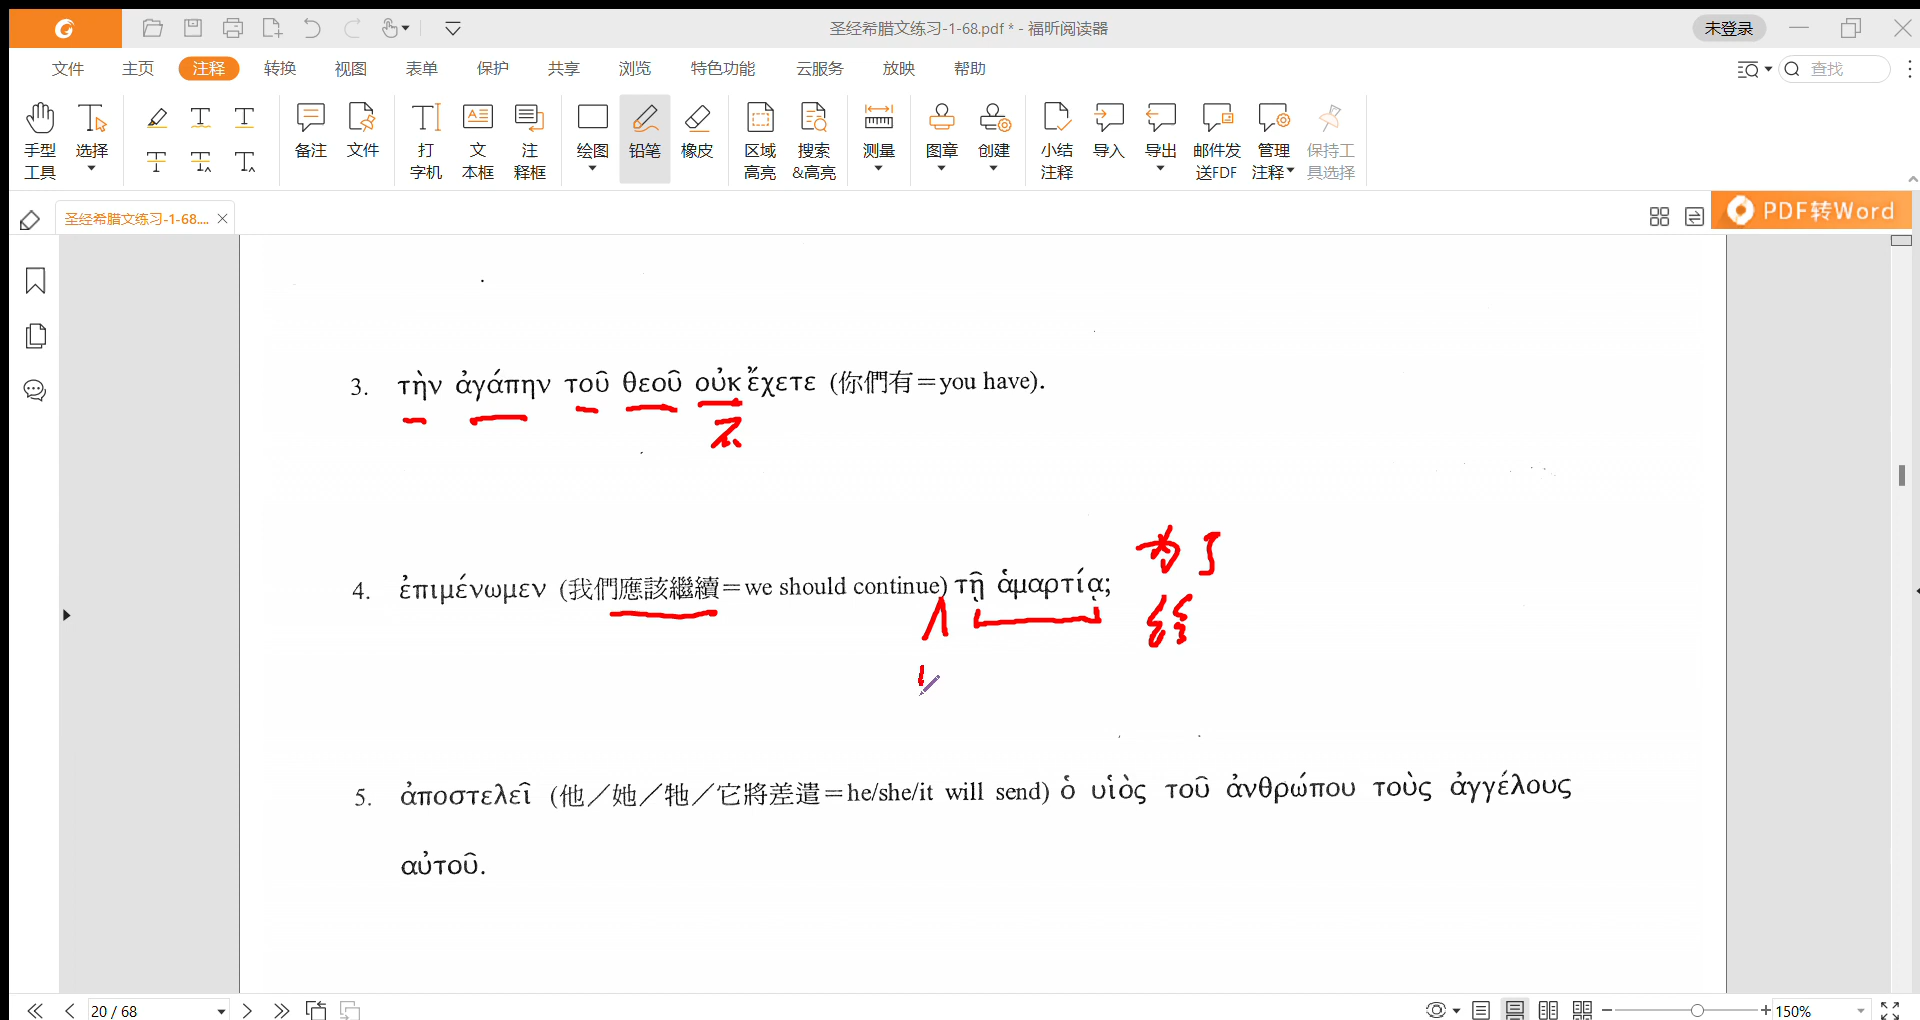 圣经希腊文练习-1-68.pdf * - 福昕阅读器
未登录
文件 主页 注释 转换 视图 表单 保护 共享 浏览 特色功能 云服务 放映 帮助
查找
手型工具 选择 备注 文件 打字机 文本框 注释框 绘图 铅笔 橡皮 区域高亮 搜索&高亮 测量 图章 创建 小结注释 导入 导出 邮件发送FDF 管理注释 保持工具选择
圣经希腊文练习-1-68....
PDF转Word
3. τὴν ἀγάπην τοῦ θεοῦ οὐκ ἔχετε (你們有＝you have).
不
为了
4. ἐπιμένωμεν (我們應該繼續＝we should continue) τῇ ἁμαρτίᾳ;
给
5. ἀποστελεῖ (他／她／牠／它將差遣＝he/she/it will send) ὁ υἱὸς τοῦ ἀνθρώπου τοὺς ἀγγέλους
αὐτοῦ.
20 / 68
150%